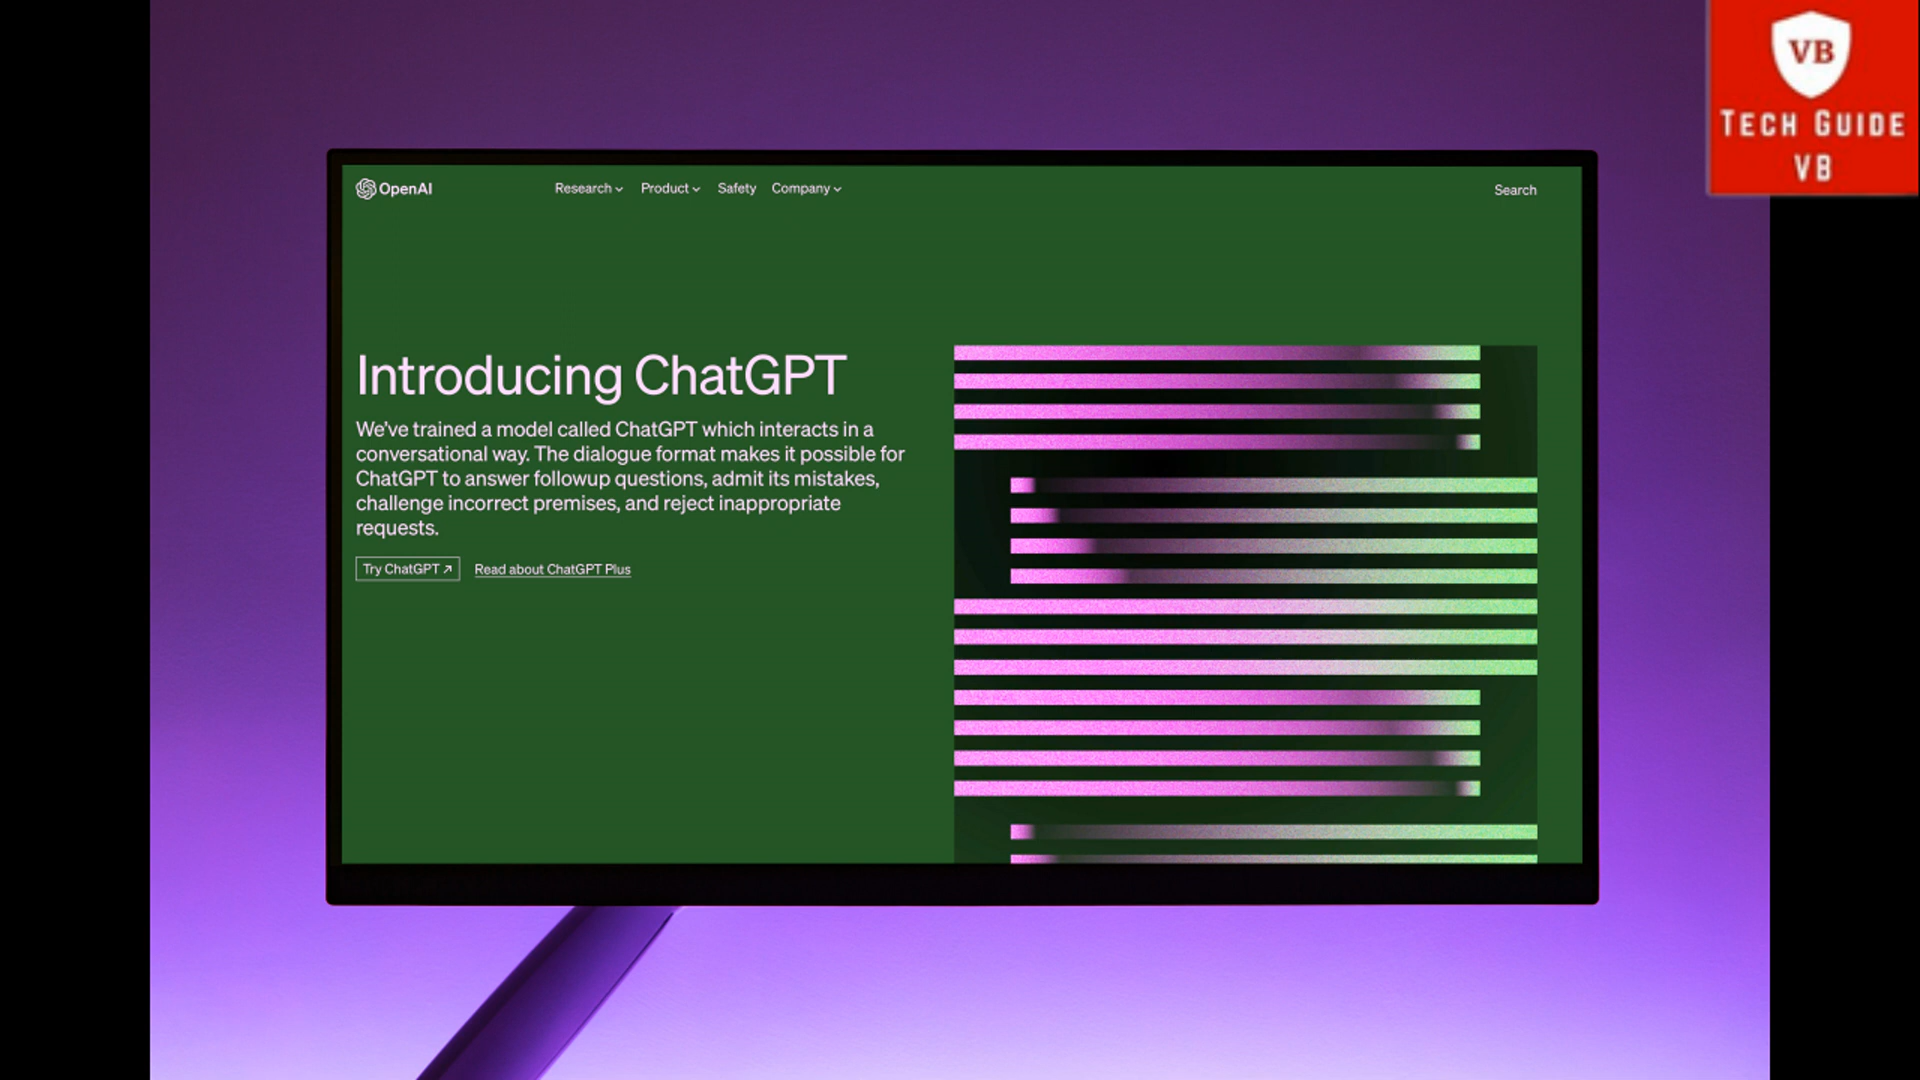 VB
TECH GUIDE
VB
OpenAI
Research
Product
Safety
Company
Search
Introducing ChatGPT
We've trained a model called ChatGPT which interacts in a
conversational way. The dialogue format makes it possible for
ChatGPT to answer followup questions, admit its mistakes,
challenge incorrect premises, and reject inappropriate
requests.
Try ChatGPT ↗
Read about ChatGPT Plus